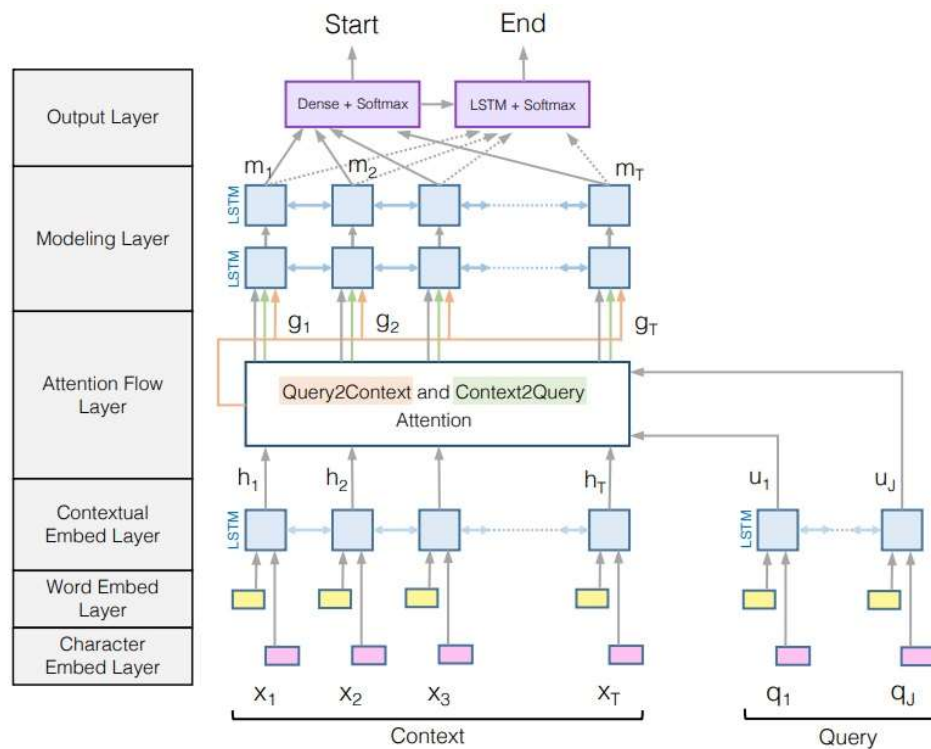 Start End
Output Layer
Dense + Softmax
LSTM + Softmax
m1 m2 mT
LSTM
Modeling Layer
LSTM
g1 g2 gT
Attention Flow
Layer
Query2Context and Context2Query
Attention
h1 h2 hT
u1 uJ
Contextual
Embed Layer
LSTM
LSTM
Word Embed
Layer
Character
Embed Layer
x1 x2 x3 xT
q1 qJ
Context
Query